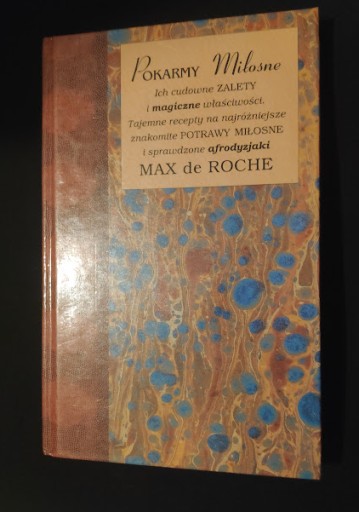 POKARMY Miłosne
Ich cudowne ZALETY
i magiczne właściwości.
Tajemne recepty na najróżniejsze
znakomite POTRAWY MIŁOSNE
i sprawdzone afrodyzjaki
MAX de ROCHE